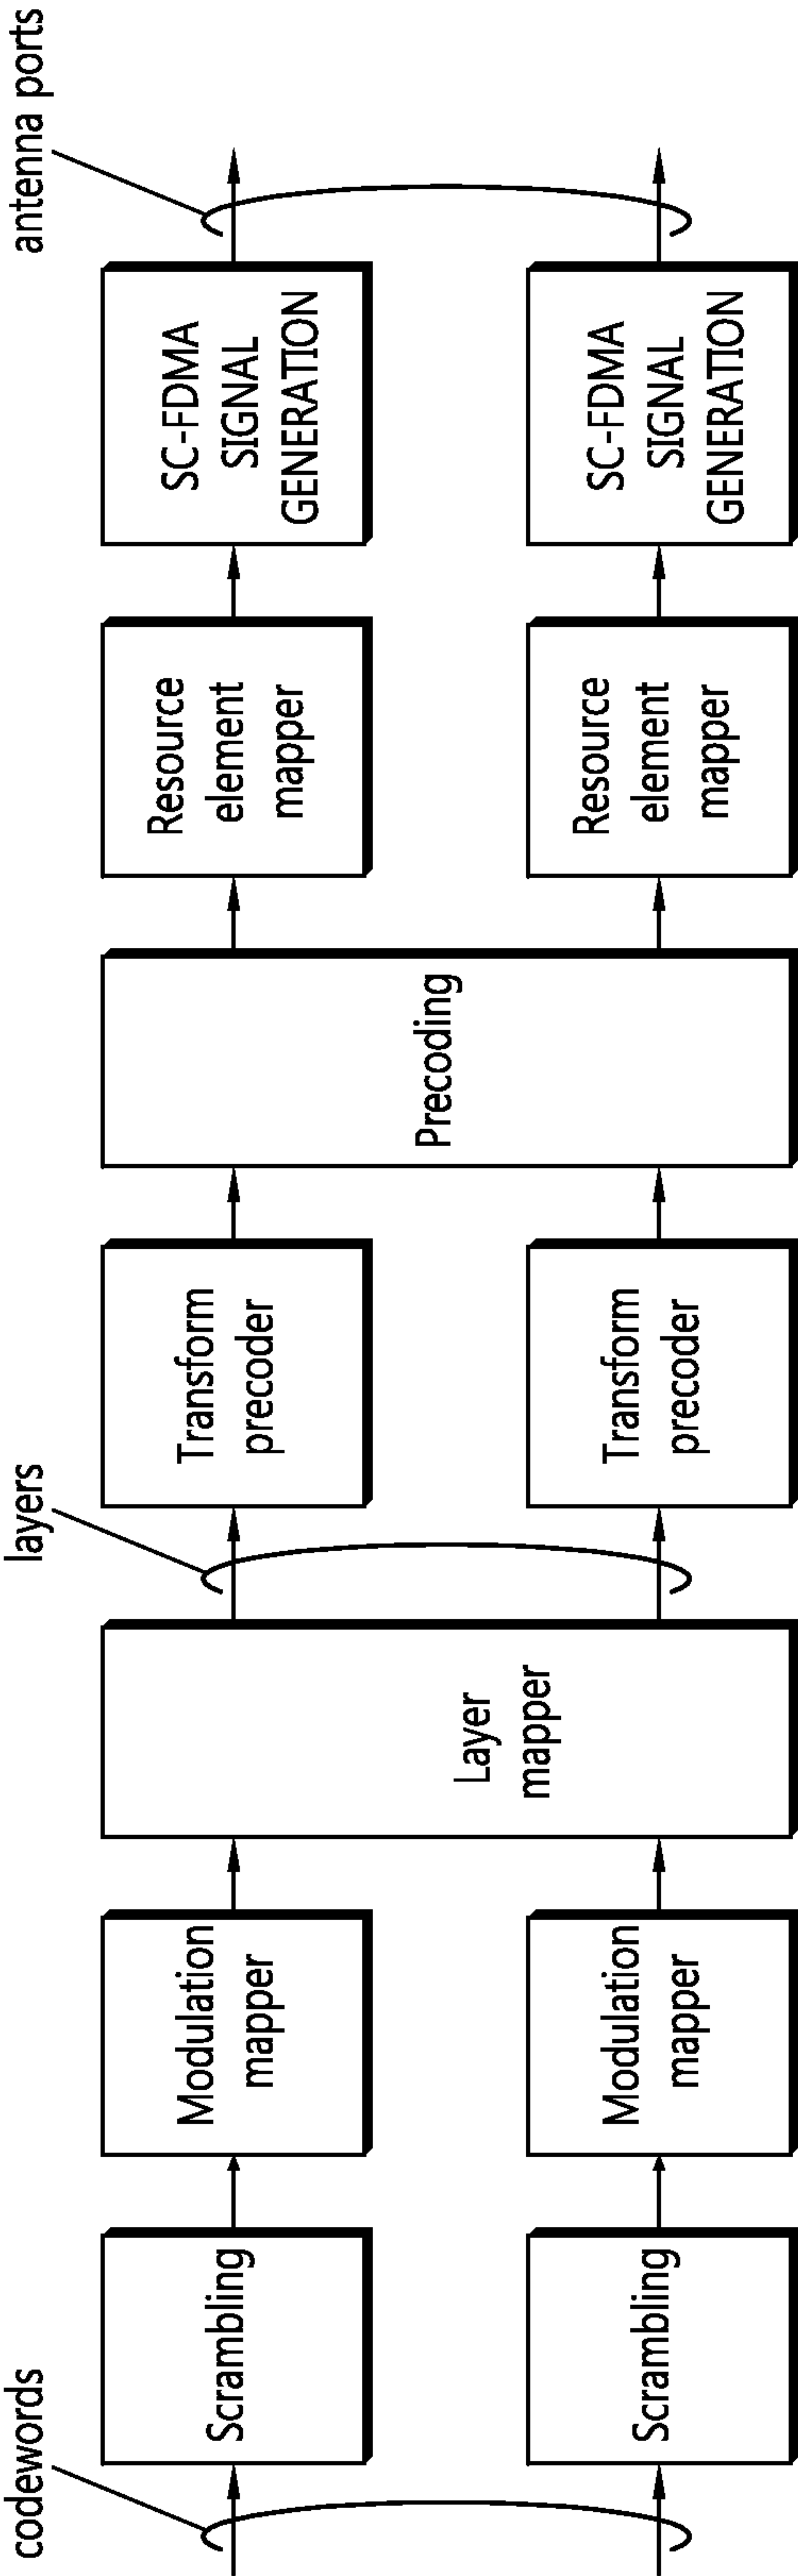 codewords
layers
antenna ports
Scrambling
Modulation
mapper
Layer
mapper
Transform
precoder
Precoding
Resource
element
mapper
SC-FDMA
SIGNAL
GENERATION
Scrambling
Modulation
mapper
Transform
precoder
Resource
element
mapper
SC-FDMA
SIGNAL
GENERATION